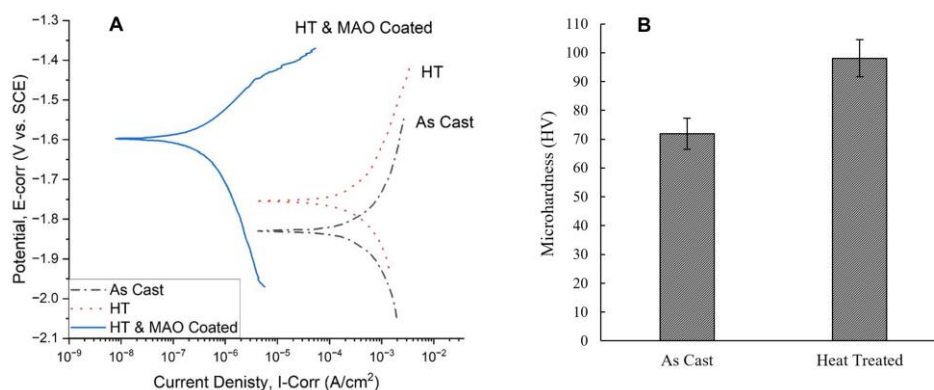 A
HT & MAO Coated
HT
As Cast
Potential, E-corr (V vs. SCE)
−1.3
−1.4
−1.5
−1.6
−1.7
−1.8
−1.9
−2.0
−2.1
As Cast
HT
HT & MAO Coated
10⁻⁹ 10⁻⁸ 10⁻⁷ 10⁻⁶ 10⁻⁵ 10⁻⁴ 10⁻³ 10⁻²
Current Denisty, I-Corr (A/cm²)
B
Microhardness (HV)
110
100
90
80
70
60
50
40
30
20
10
0
As Cast Heat Treated